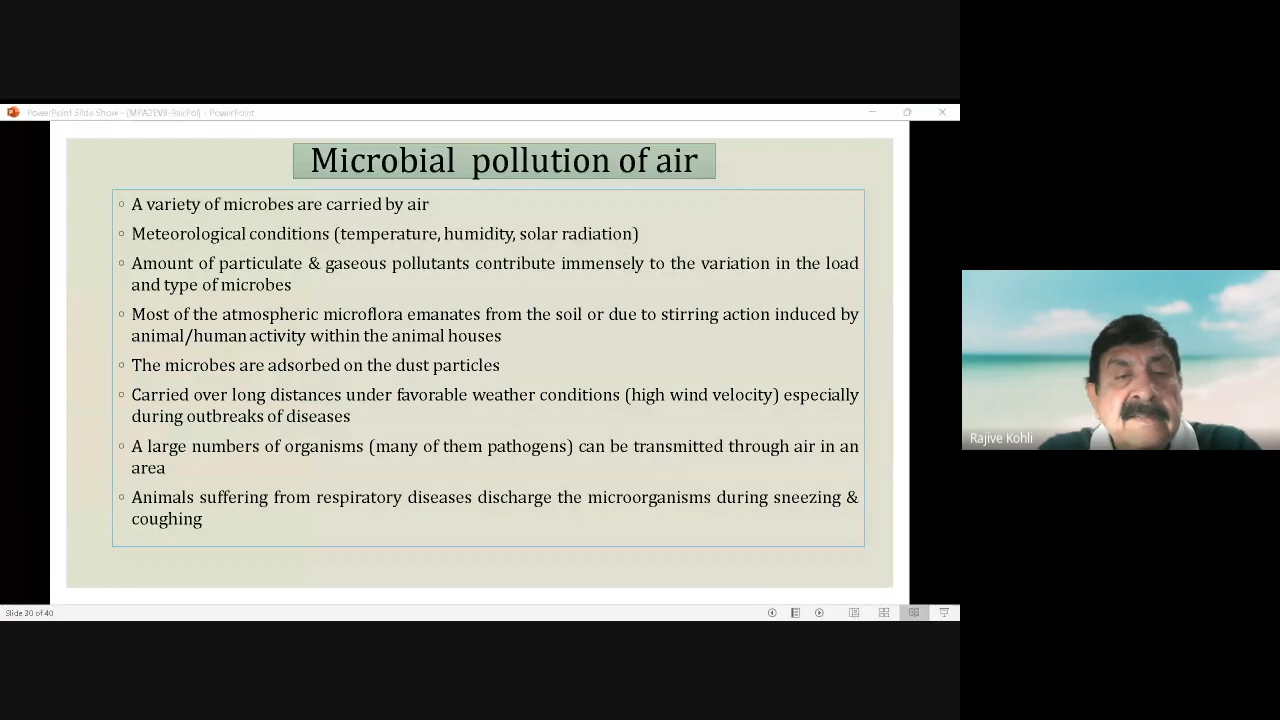 PowerPoint Slide Show - [MPA2EVII-9airPol] - PowerPoint
Microbial pollution of air
○ A variety of microbes are carried by air
○ Meteorological conditions (temperature, humidity, solar radiation)
○ Amount of particulate & gaseous pollutants contribute immensely to the variation in the load
and type of microbes
○ Most of the atmospheric microflora emanates from the soil or due to stirring action induced by
animal/human activity within the animal houses
○ The microbes are adsorbed on the dust particles
○ Carried over long distances under favorable weather conditions (high wind velocity) especially
during outbreaks of diseases
○ A large numbers of organisms (many of them pathogens) can be transmitted through air in an
area
○ Animals suffering from respiratory diseases discharge the microorganisms during sneezing &
coughing
Slide 30 of 40
Rajive Kohli